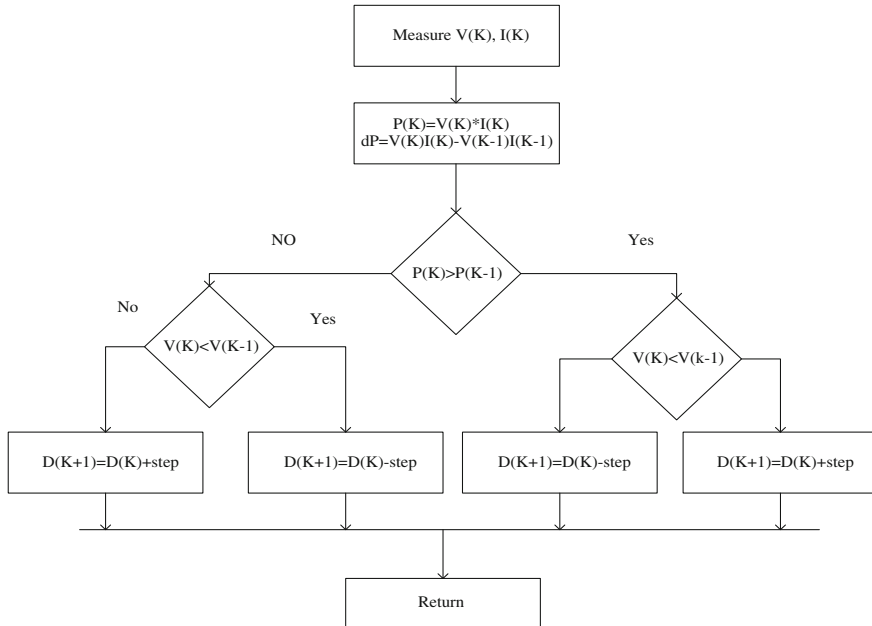 Measure V(K), I(K)
P(K)=V(K)*I(K)
dP=V(K)I(K)-V(K-1)I(K-1)
NO
Yes
P(K)>P(K-1)
No
Yes
V(K)<V(K-1)
V(K)<V(k-1)
D(K+1)=D(K)+step
D(K+1)=D(K)-step
D(K+1)=D(K)-step
D(K+1)=D(K)+step
Return